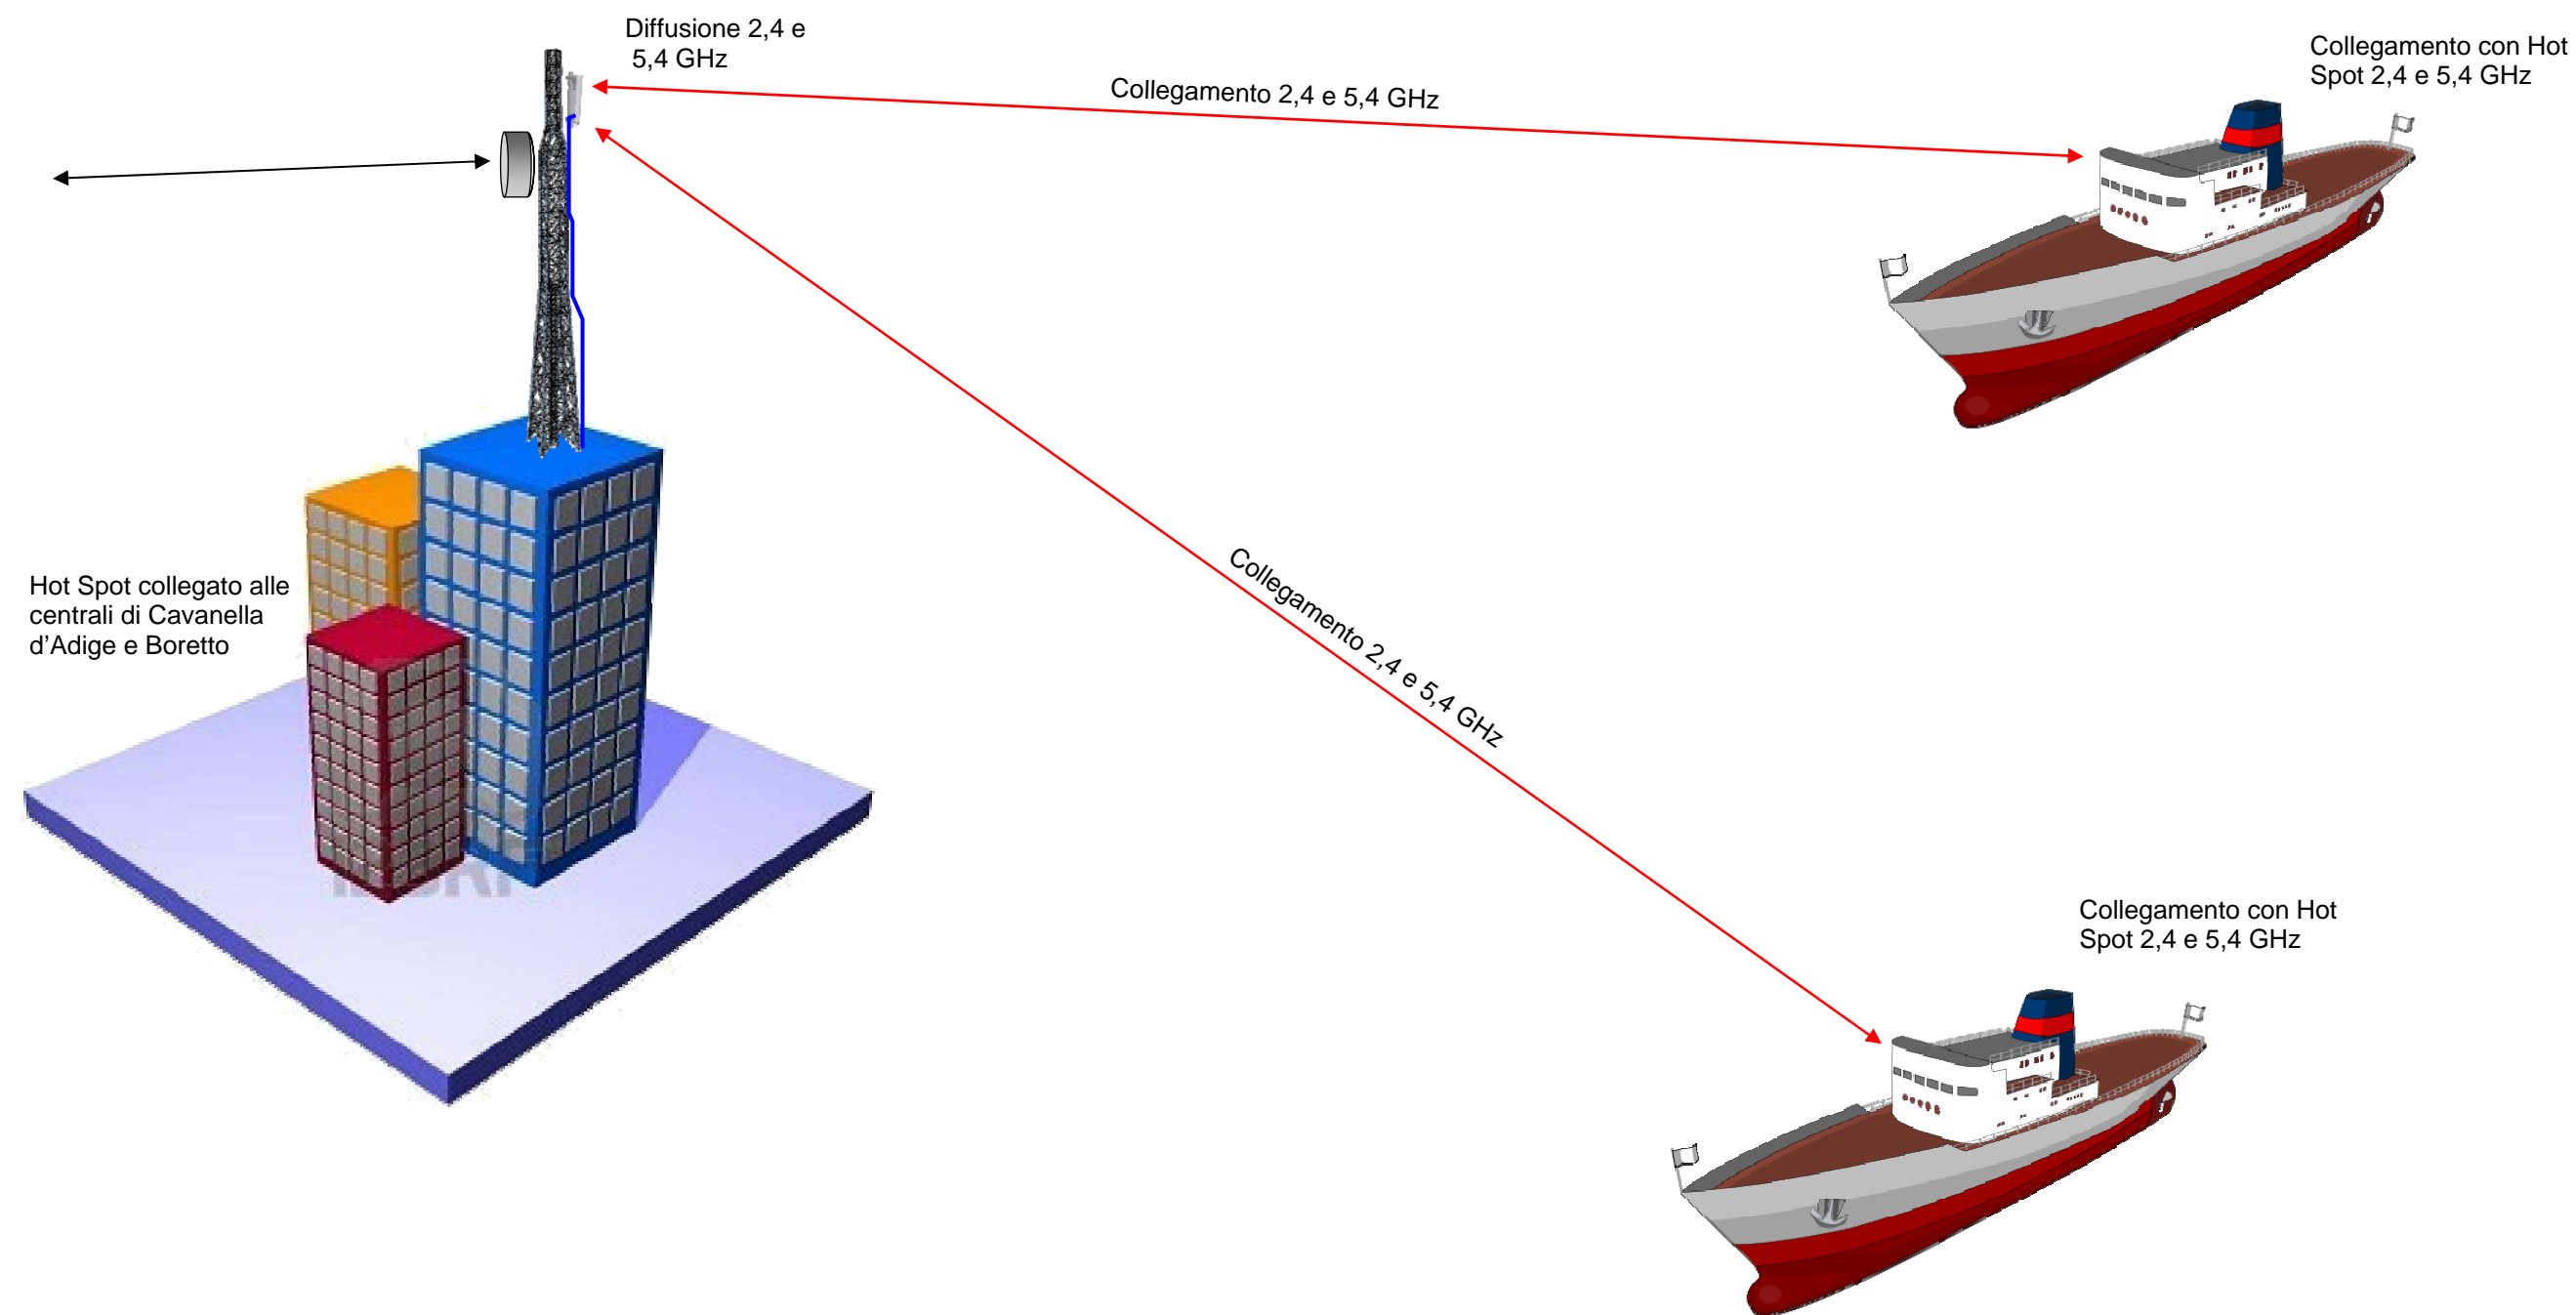 Diffusione 2,4 e
5,4 GHz
Collegamento 2,4 e 5,4 GHz
Collegamento con Hot
Spot 2,4 e 5,4 GHz
Hot Spot collegato alle
centrali di Cavanella
d’Adige e Boretto
Collegamento 2,4 e 5,4 GHz
Collegamento con Hot
Spot 2,4 e 5,4 GHz